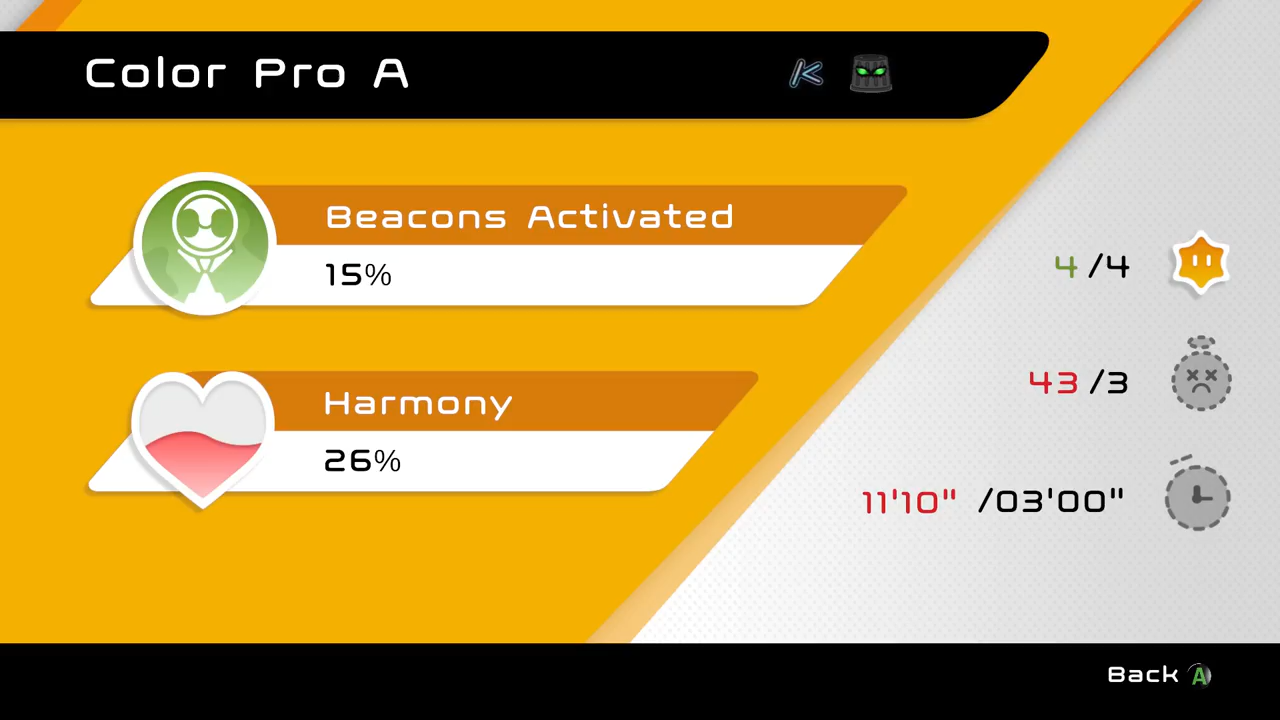 Color Pro A
Beacons Activated
15%
Harmony
26%
4 /4
43 /3
11'10" /03'00"
Back A